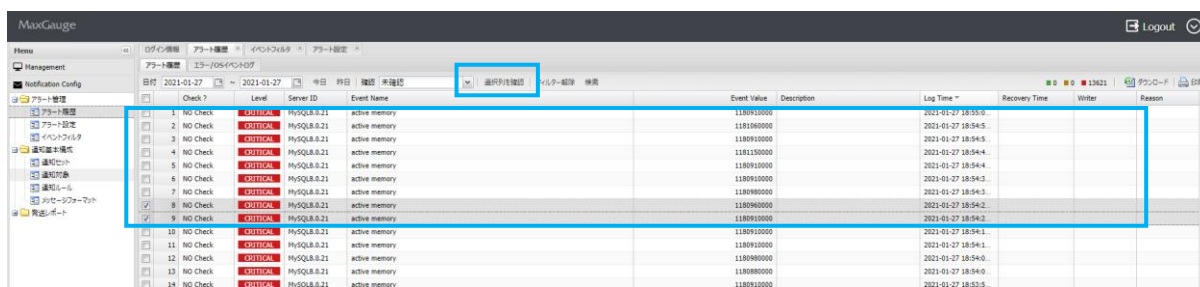 MaxGauge
Logout
Menu
ログイン情報 アラート履歴 イベントフィルタ アラート設定
Management
アラート履歴 エラー/OSイベントログ
Notification Config
日付 2021-01-27 ~ 2021-01-27 今日 昨日 確認 未確認 選択列を確認 フィルター解除 検索 0 0 13621 ダウンロード
アラート管理
アラート履歴
アラート設定
イベントフィルタ
通知基本構成
通知セット
通知対象
通知ルール
メッセージフォーマット
発送レポート
Check ? Level Server ID Event Name Event Value Description Log Time Recovery Time Writer Reason
1 NO Check CRITICAL MySQL8.0.21 active memory 1180910000 2021-01-27 18:55:0...
2 NO Check CRITICAL MySQL8.0.21 active memory 1181060000 2021-01-27 18:54:5...
3 NO Check CRITICAL MySQL8.0.21 active memory 1180910000 2021-01-27 18:54:5...
4 NO Check CRITICAL MySQL8.0.21 active memory 1181150000 2021-01-27 18:54:4...
5 NO Check CRITICAL MySQL8.0.21 active memory 1180910000 2021-01-27 18:54:4...
6 NO Check CRITICAL MySQL8.0.21 active memory 1180910000 2021-01-27 18:54:3...
7 NO Check CRITICAL MySQL8.0.21 active memory 1180980000 2021-01-27 18:54:3...
8 NO Check CRITICAL MySQL8.0.21 active memory 1180960000 2021-01-27 18:54:2...
9 NO Check CRITICAL MySQL8.0.21 active memory 1180910000 2021-01-27 18:54:2...
10 NO Check CRITICAL MySQL8.0.21 active memory 1180910000 2021-01-27 18:54:1...
11 NO Check CRITICAL MySQL8.0.21 active memory 1180910000 2021-01-27 18:54:1...
12 NO Check CRITICAL MySQL8.0.21 active memory 1180980000 2021-01-27 18:54:0...
13 NO Check CRITICAL MySQL8.0.21 active memory 1180880000 2021-01-27 18:54:0...
14 NO Check CRITICAL MySQL8.0.21 active memory 1180910000 2021-01-27 18:53:5...